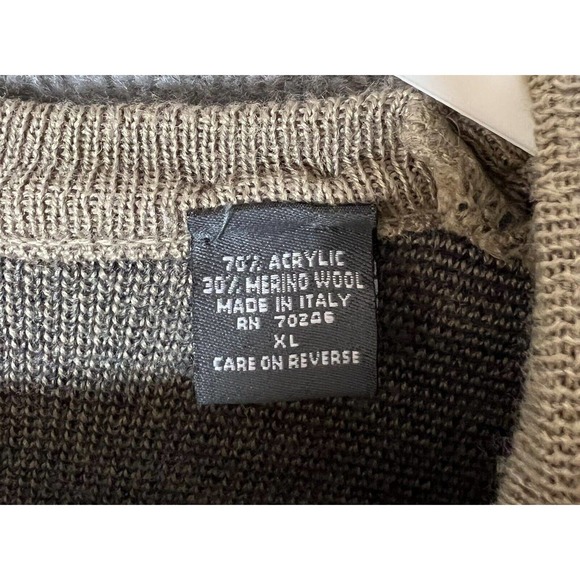 70% ACRYLIC
30% MERINO WOOL
MADE IN ITALY
RN 70246
XL
CARE ON REVERSE